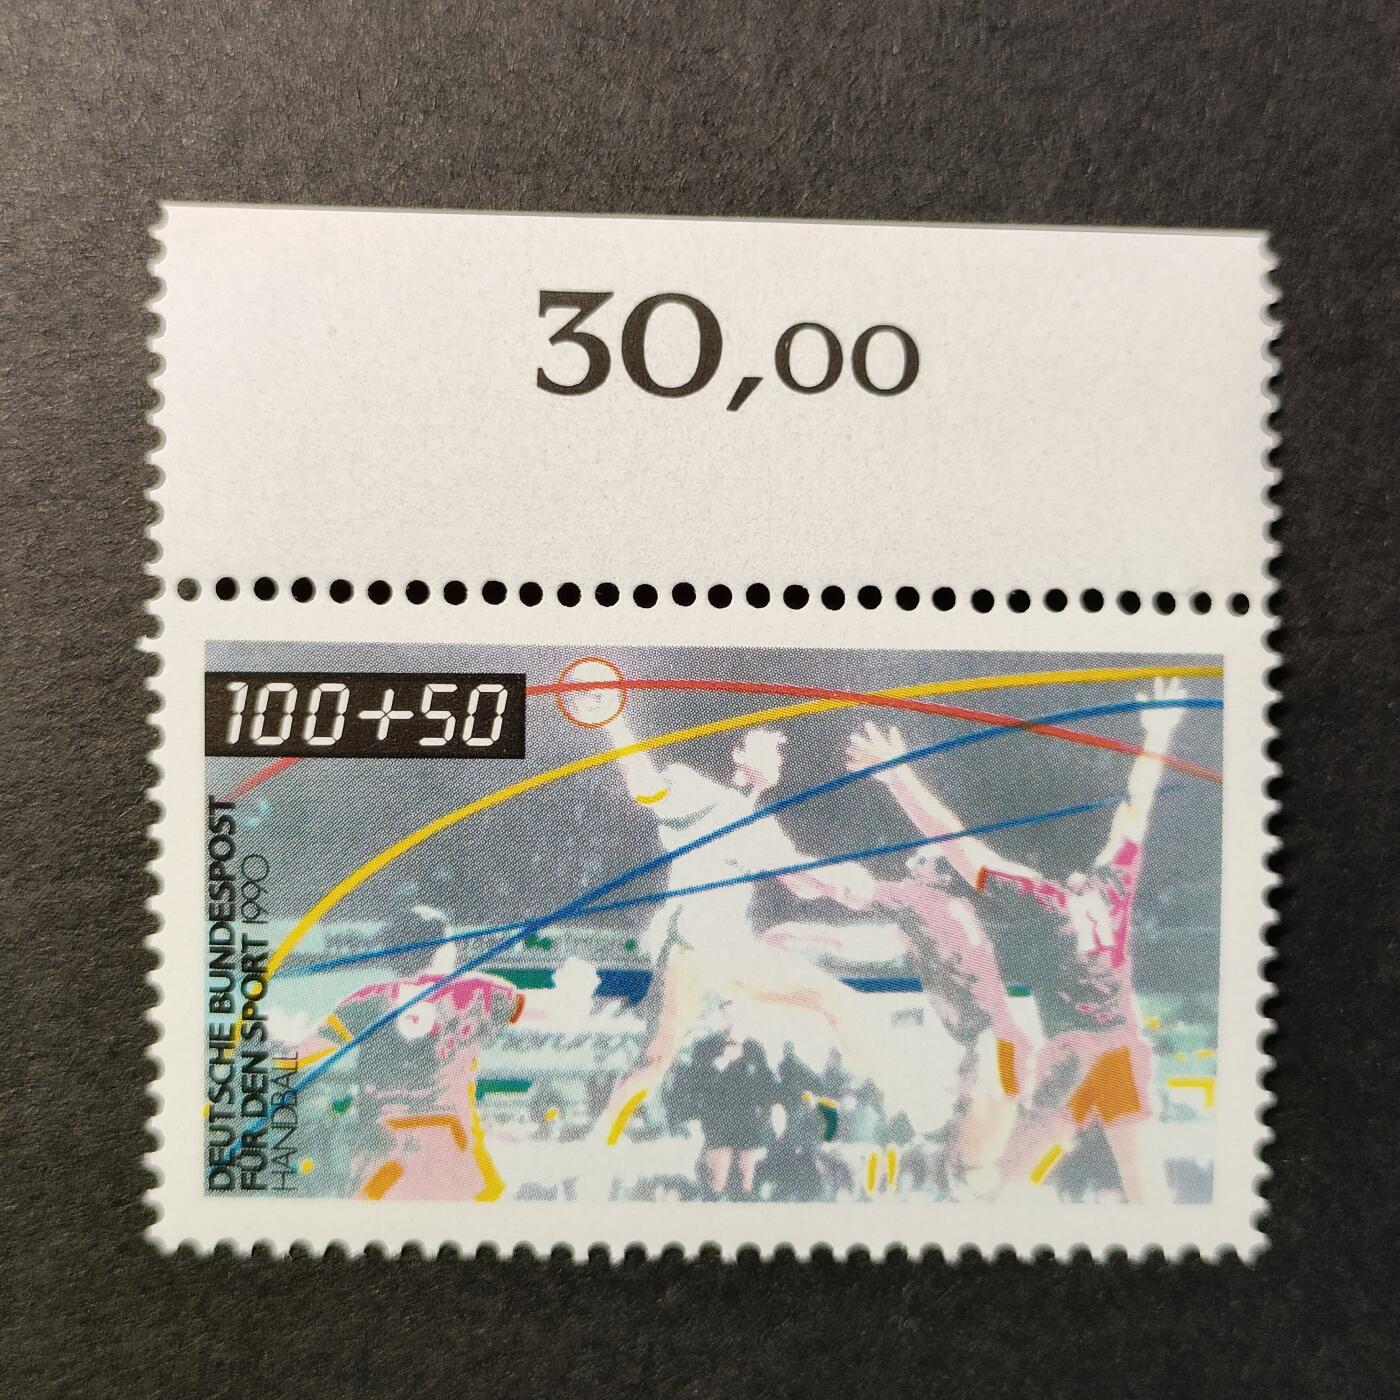 30,00
100+50
DEUTSCHE BUNDESPOST
FÜR DEN SPORT 1990
HANDBALL